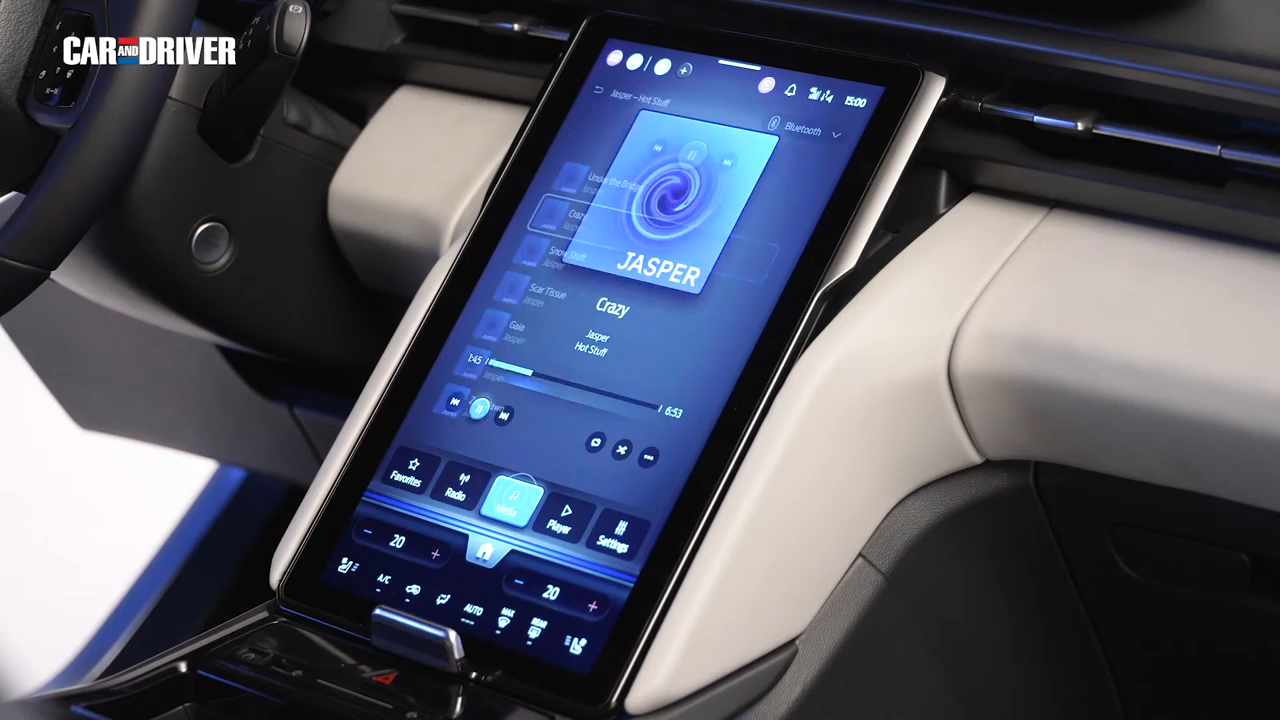 CAR AND DRIVER
15:00
Jasper – Hot Stuff
Bluetooth
Under the Bridge
Jasper
Crazy
Snow Stuff
Scar Tissue
Jasper
Gaia
Jasper
Jasper
JASPER
Crazy
Jasper
Hot Stuff
1:45
6:53
Favorites
Radio
Media
Player
Settings
20
20
A/C
AUTO
MAX
REAR